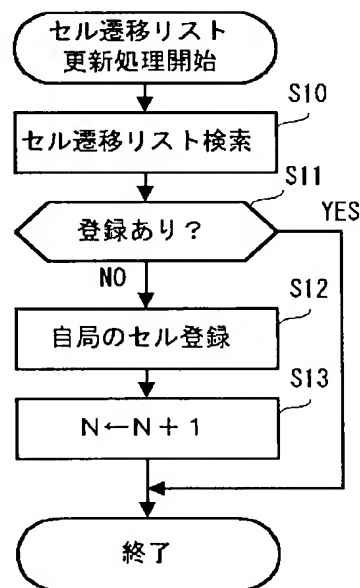 セル遷移リスト
更新処理開始
S10
セル遷移リスト検索
S11
登録あり?
YES
NO
S12
自局のセル登録
S13
N←N+1
終了